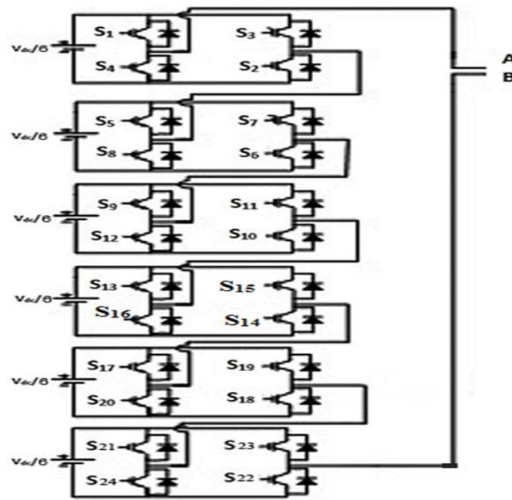 S1 S3
A
Vdc/6
S4 S2
B
S5 S7
Vdc/6
S8 S6
S9 S11
Vdc/6
S12 S10
S13 S15
Vdc/6
S16 S14
S17 S19
Vdc/6
S20 S18
S21 S23
Vdc/6
S24 S22